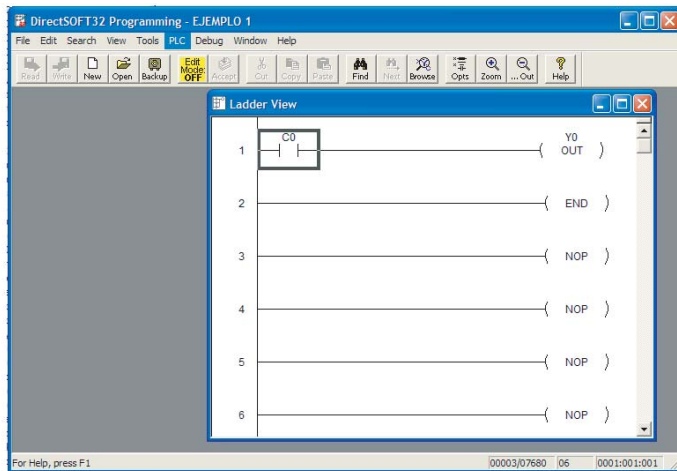 DirectSOFT32 Programming - EJEMPLO 1
File Edit Search View Tools PLC Debug Window Help
Read Write New Open Backup Edit Mode: OFF Accept Cut Copy Paste Find Next Browse Opts Zoom ... Out Help
Ladder View
C0 Y0
1 OUT
2 END
3 NOP
4 NOP
5 NOP
6 NOP
For Help, press F1 00003/07680 06 0001:001:001